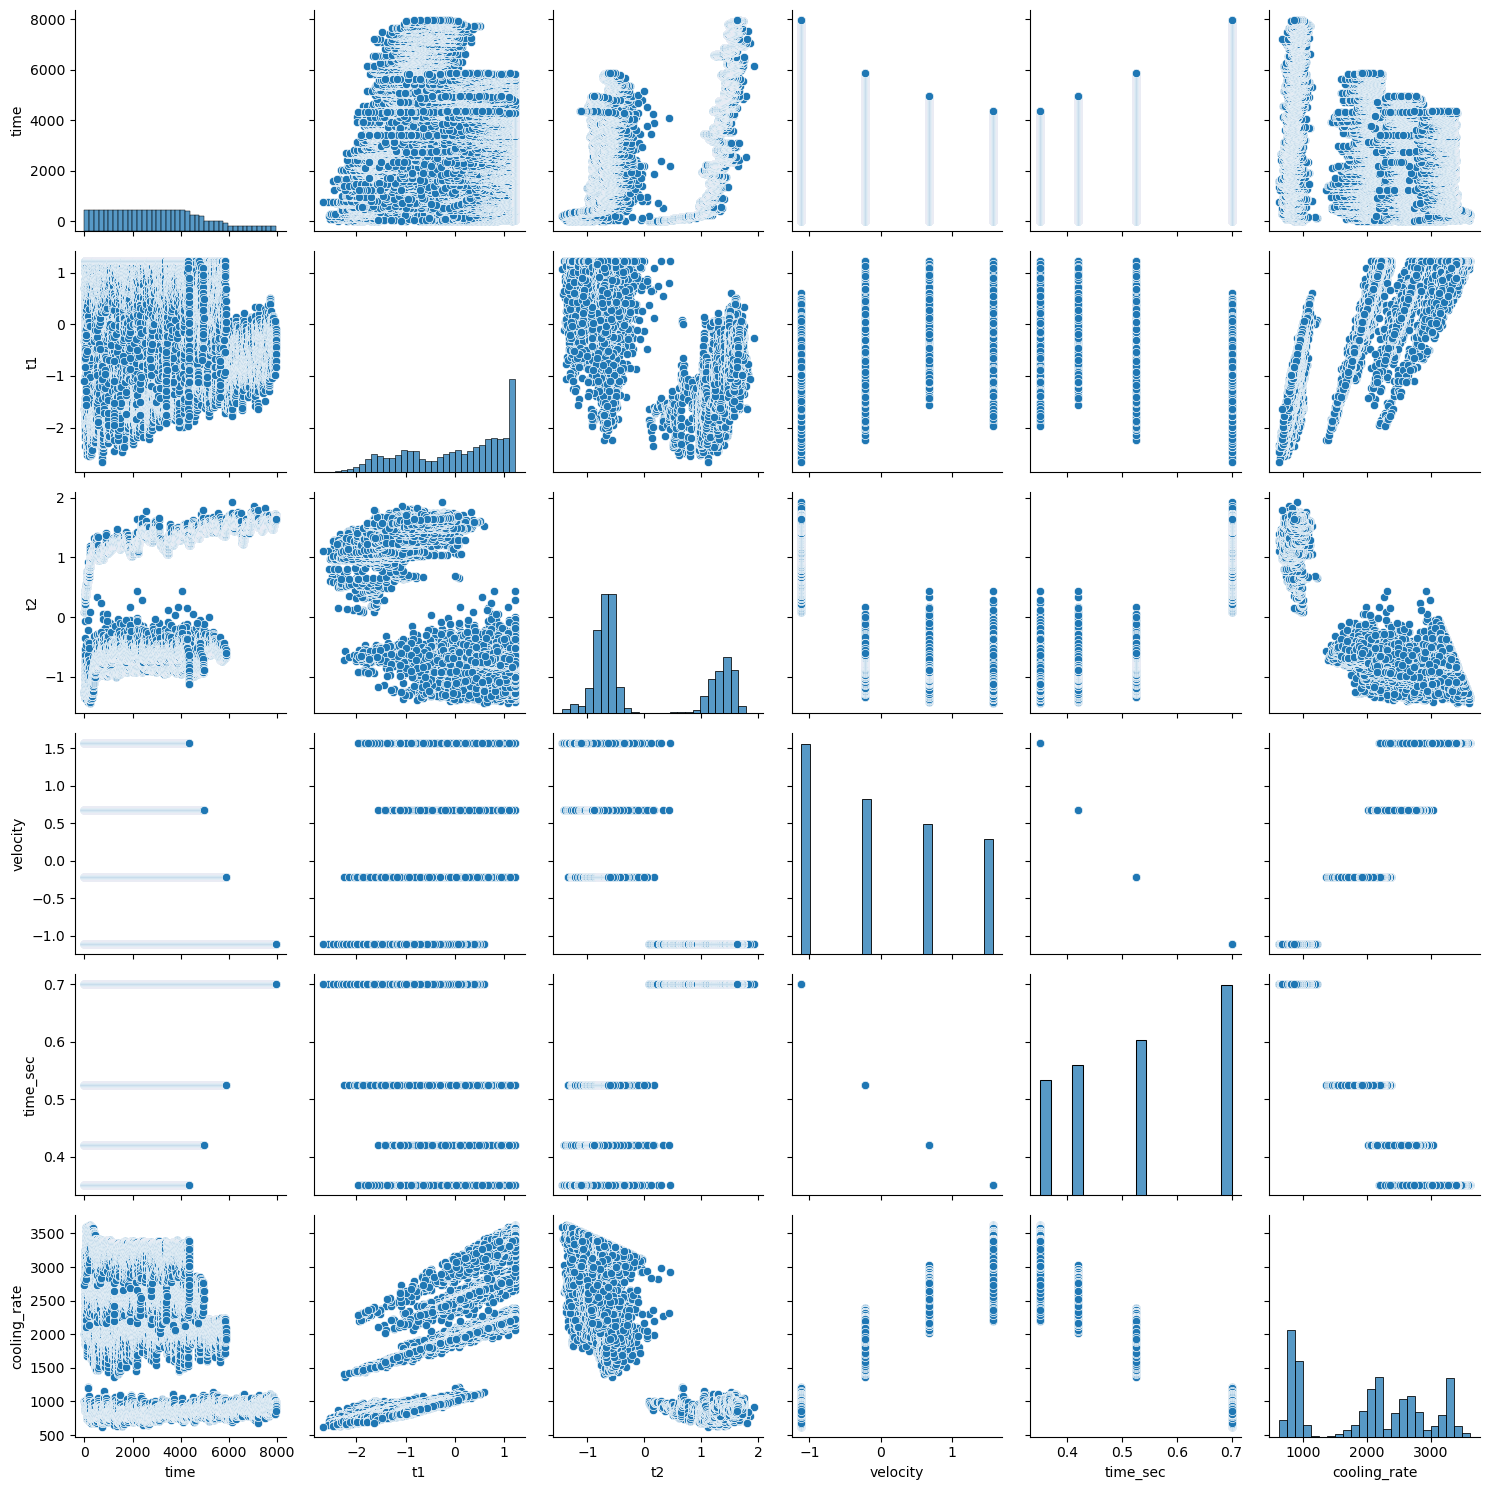 8000
6000
4000
2000
0
time
1
0
−1
−2
t1
2
1
0
−1
t2
1.5
1.0
0.5
0.0
−0.5
−1.0
velocity
0.7
0.6
0.5
0.4
time_sec
3500
3000
2500
2000
1500
1000
500
cooling_rate
0 2000 4000 6000 8000
time
−2 −1 0 1
t1
−1 0 1 2
t2
−1 0 1
velocity
0.4 0.5 0.6 0.7
time_sec
1000 2000 3000
cooling_rate